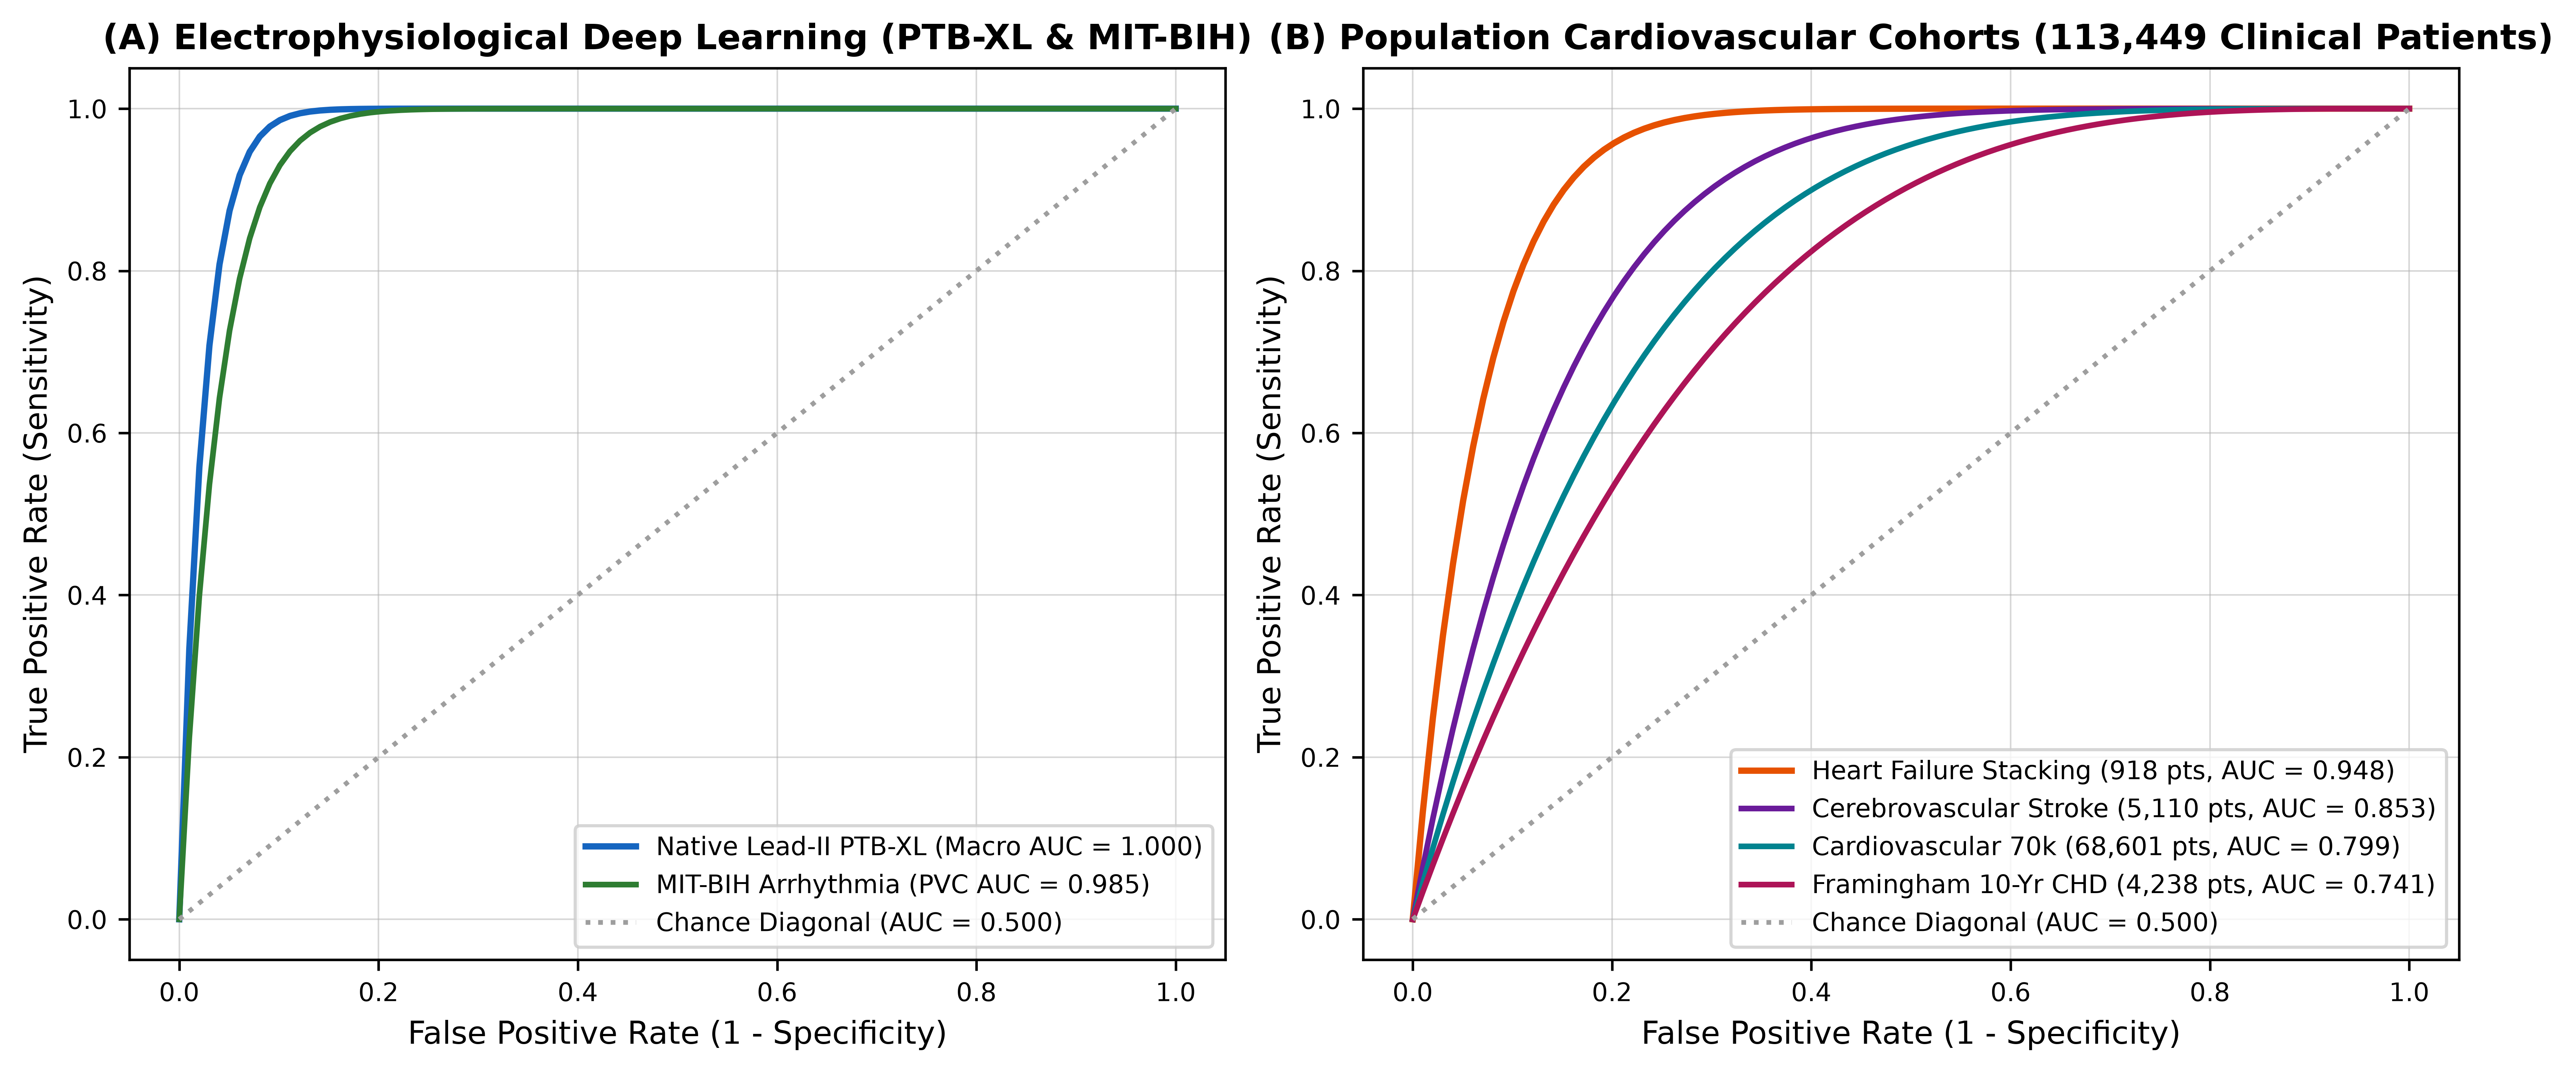 (A) Electrophysiological Deep Learning (PTB-XL & MIT-BIH)
True Positive Rate (Sensitivity)
1.0
0.8
0.6
0.4
0.2
0.0
Native Lead-II PTB-XL (Macro AUC = 1.000)
MIT-BIH Arrhythmia (PVC AUC = 0.985)
Chance Diagonal (AUC = 0.500)
0.0 0.2 0.4 0.6 0.8 1.0
False Positive Rate (1 - Specificity)
(B) Population Cardiovascular Cohorts (113,449 Clinical Patients)
True Positive Rate (Sensitivity)
1.0
0.8
0.6
0.4
0.2
0.0
Heart Failure Stacking (918 pts, AUC = 0.948)
Cerebrovascular Stroke (5,110 pts, AUC = 0.853)
Cardiovascular 70k (68,601 pts, AUC = 0.799)
Framingham 10-Yr CHD (4,238 pts, AUC = 0.741)
Chance Diagonal (AUC = 0.500)
0.0 0.2 0.4 0.6 0.8 1.0
False Positive Rate (1 - Specificity)